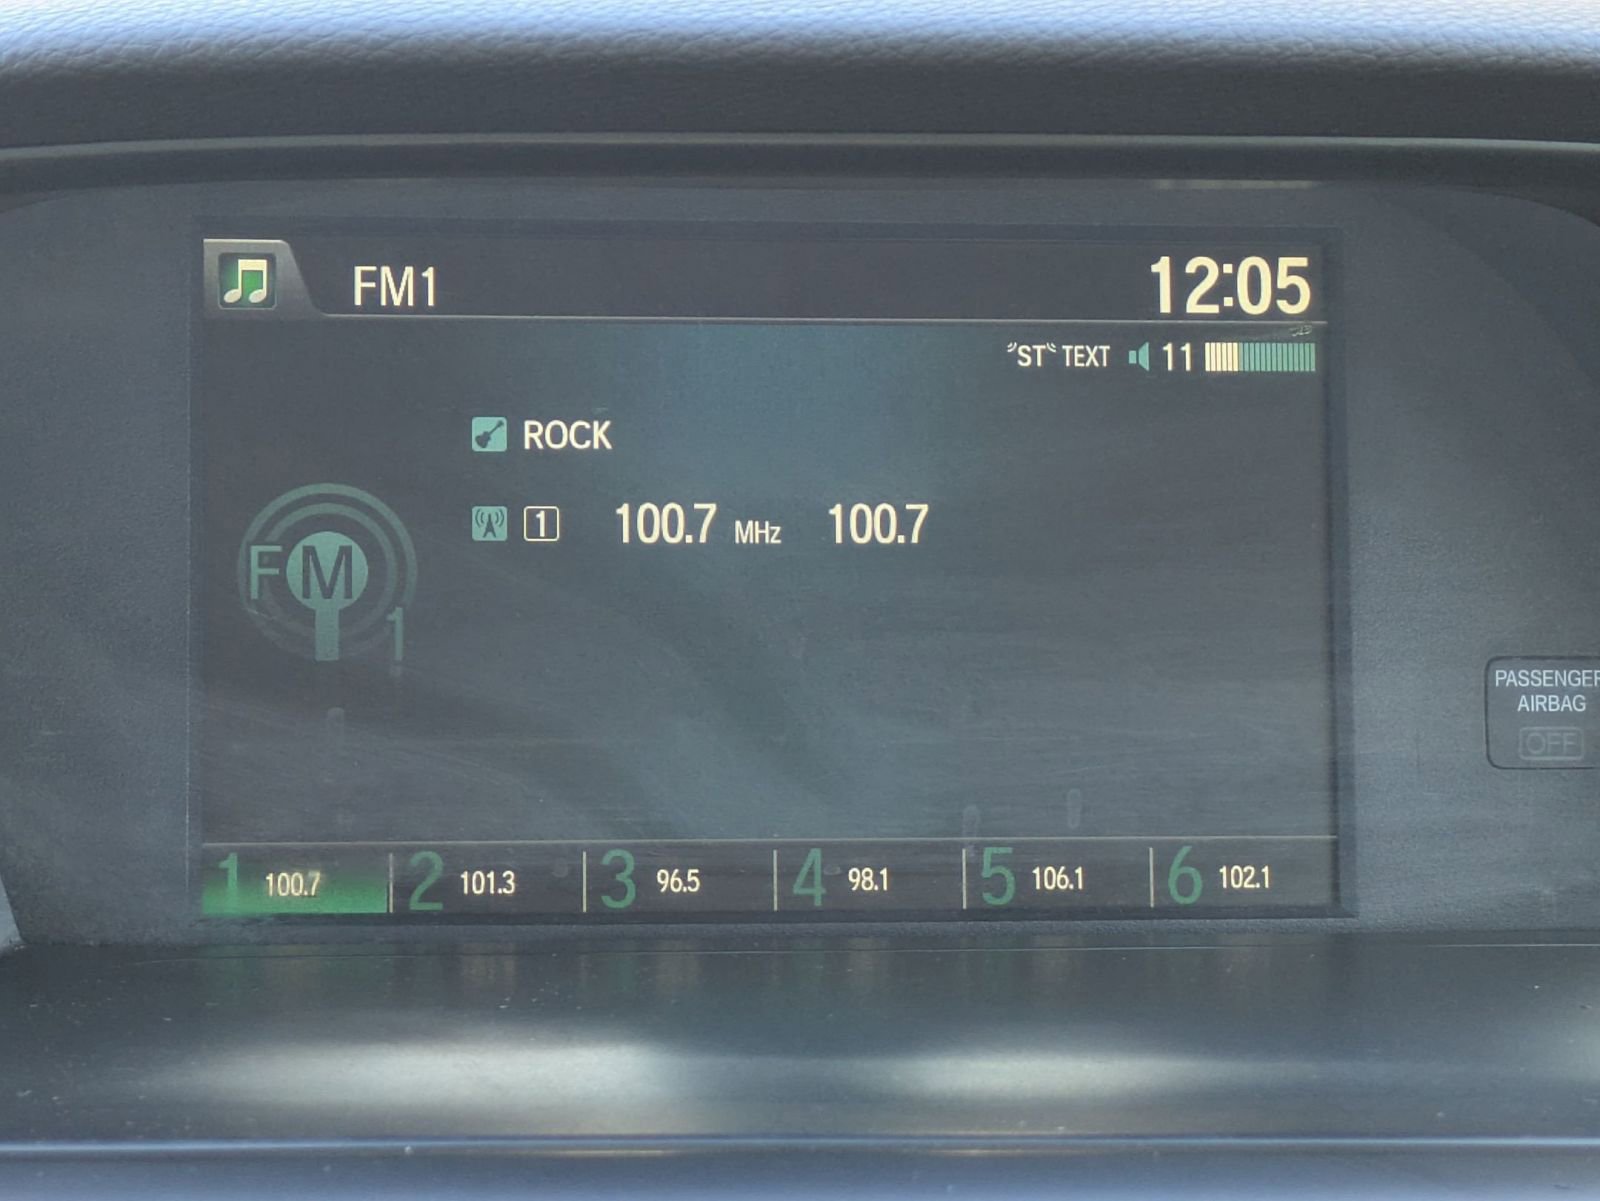 FM1 12:05
ST TEXT 11
ROCK
1 100.7 MHz 100.7
FM
1
PASSENGER
AIRBAG
OFF
1 100.7 2 101.3 3 96.5 4 98.1 5 106.1 6 102.1